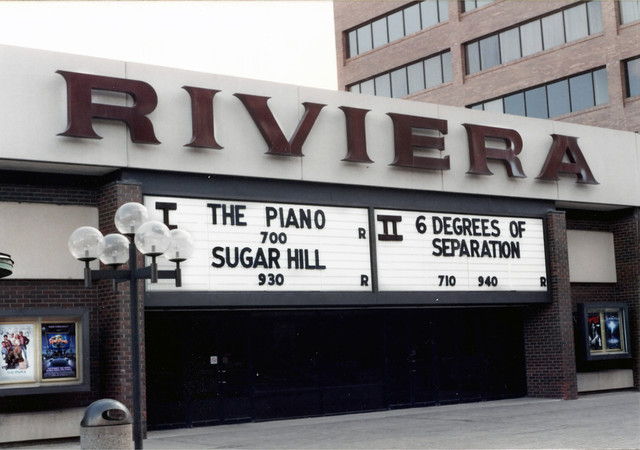 RIVIERA
I THE PIANO
700 R
SUGAR HILL
930 R
II 6 DEGREES OF
SEPARATION
710 940 R